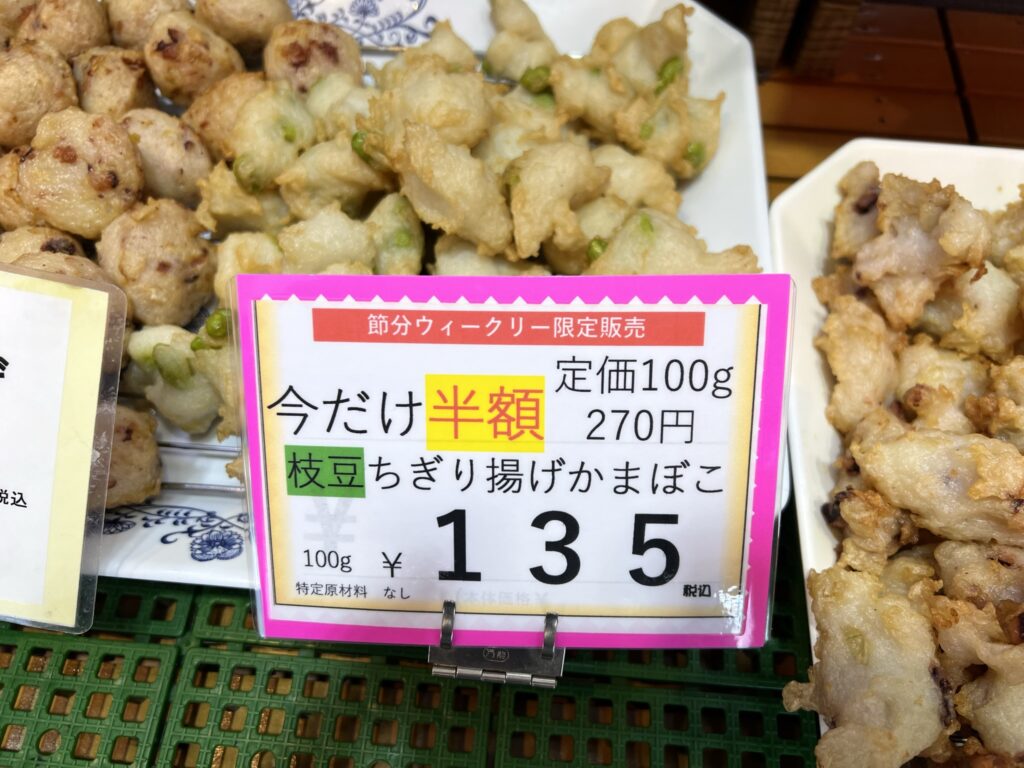 節分ウィークリー限定販売
今だけ半額
定価100g
270円
枝豆ちぎり揚げかまぼこ
100g ￥135
特定原材料 なし
税込
税込